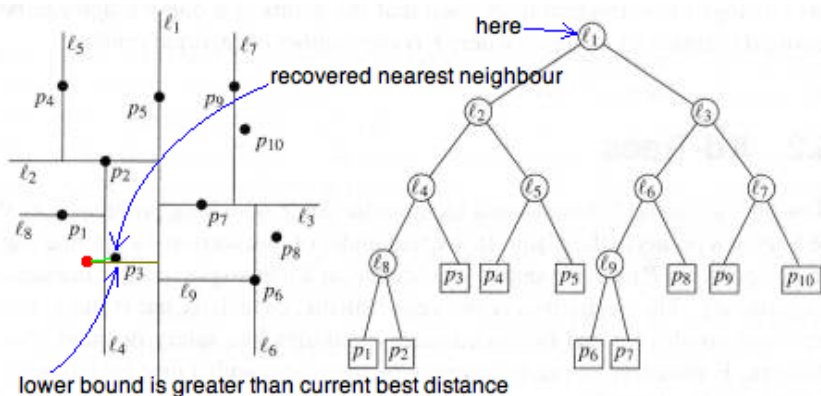 here
ℓ1
ℓ5
ℓ1
ℓ7
recovered nearest neighbour
p4
p5
p9
p10
ℓ2
ℓ3
ℓ2
p2
ℓ4
ℓ5
ℓ6
ℓ7
ℓ8
p1
p7
ℓ3
p8
p3
ℓ9
p6
ℓ8
p3
p4
p5
ℓ9
p8
p9
p10
ℓ4
ℓ6
p1
p2
p6
p7
lower bound is greater than current best distance